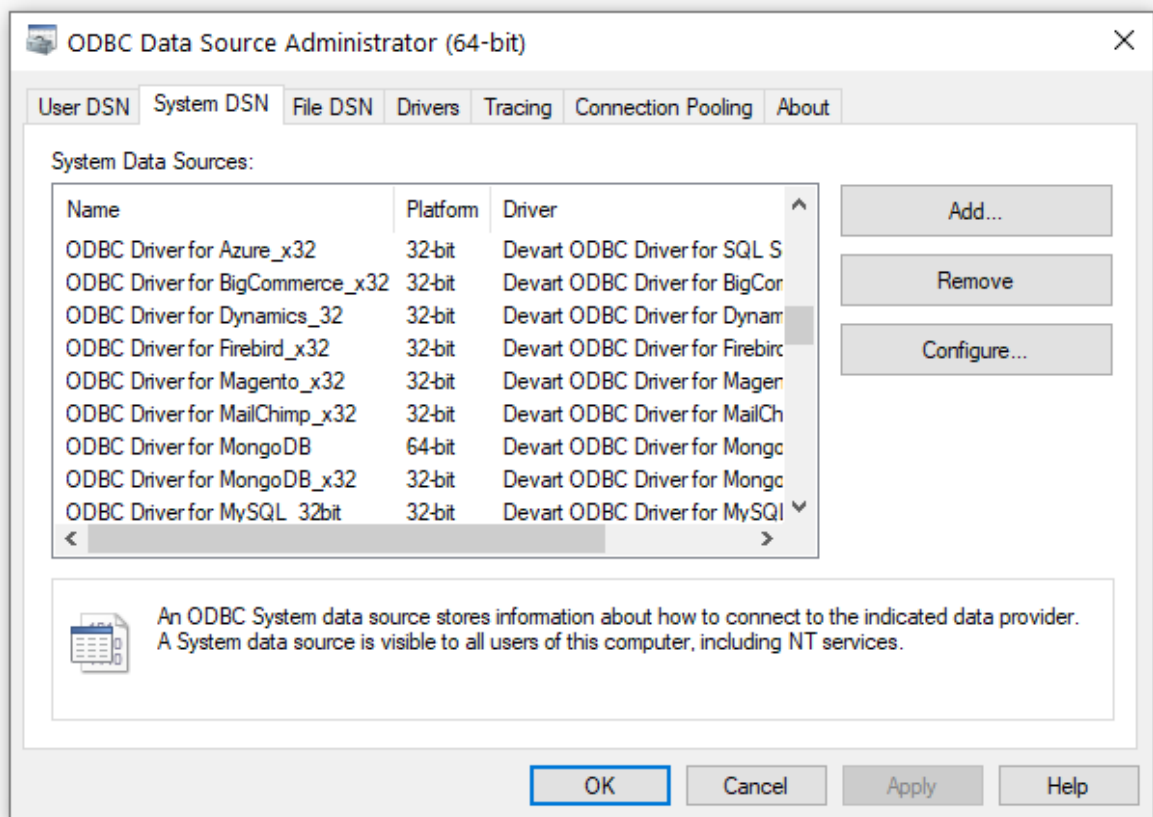 ODBC Data Source Administrator (64-bit)
User DSN System DSN File DSN Drivers Tracing Connection Pooling About
System Data Sources:
Name Platform Driver
ODBC Driver for Azure_x32 32-bit Devart ODBC Driver for SQL S
ODBC Driver for BigCommerce_x32 32-bit Devart ODBC Driver for BigCor
ODBC Driver for Dynamics_32 32-bit Devart ODBC Driver for Dynam
ODBC Driver for Firebird_x32 32-bit Devart ODBC Driver for Firebirc
ODBC Driver for Magento_x32 32-bit Devart ODBC Driver for Magen
ODBC Driver for MailChimp_x32 32-bit Devart ODBC Driver for MailCh
ODBC Driver for MongoDB 64-bit Devart ODBC Driver for Mongo
ODBC Driver for MongoDB_x32 32-bit Devart ODBC Driver for Mongo
ODBC Driver for MySQL_32bit 32-bit Devart ODBC Driver for MySQl
Add...
Remove
Configure...
An ODBC System data source stores information about how to connect to the indicated data provider.
A System data source is visible to all users of this computer, including NT services.
OK Cancel Apply Help